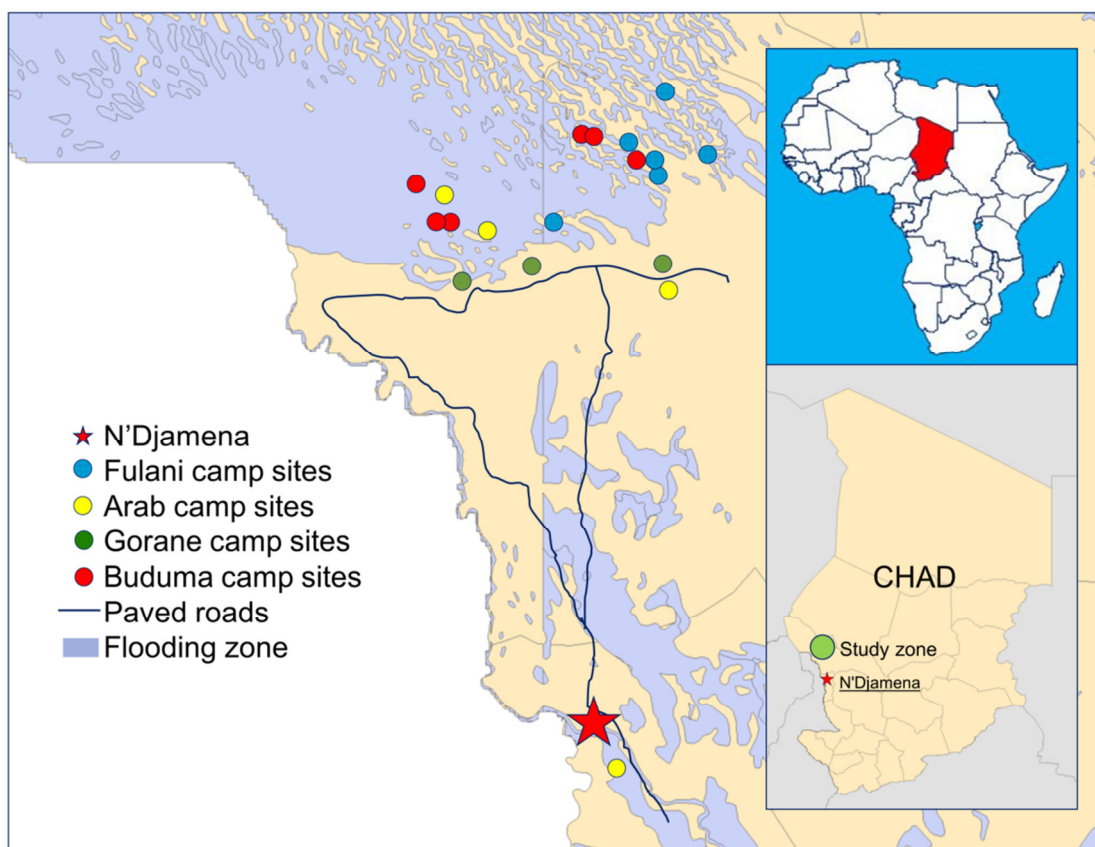 N'Djamena
Fulani camp sites
Arab camp sites
Gorane camp sites
Buduma camp sites
Paved roads
Flooding zone
CHAD
Study zone
N'Djamena